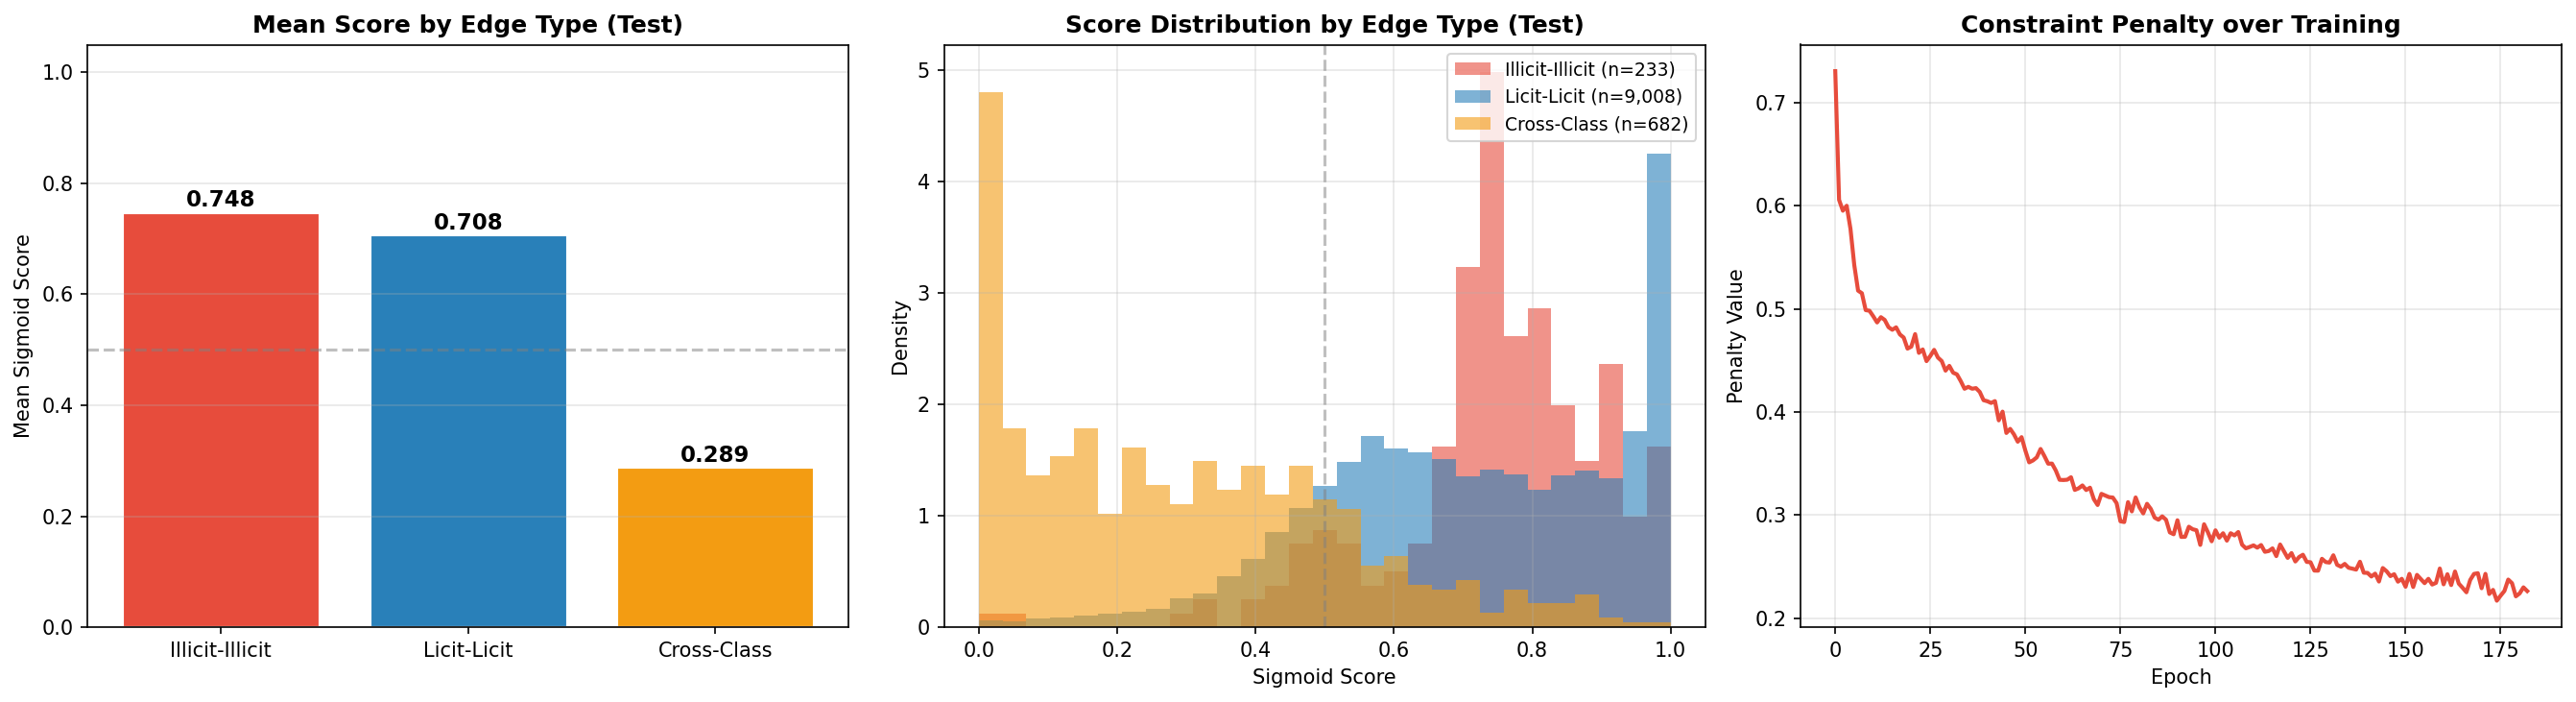 Mean Score by Edge Type (Test)
Mean Sigmoid Score
1.0
0.8
0.6
0.4
0.2
0.0
0.748
0.708
0.289
Illicit-Illicit
Licit-Licit
Cross-Class
Score Distribution by Edge Type (Test)
Density
5
4
3
2
1
0
Illicit-Illicit (n=233)
Licit-Licit (n=9,008)
Cross-Class (n=682)
0.0
0.2
0.4
0.6
0.8
1.0
Sigmoid Score
Constraint Penalty over Training
Penalty Value
0.7
0.6
0.5
0.4
0.3
0.2
0
25
50
75
100
125
150
175
Epoch